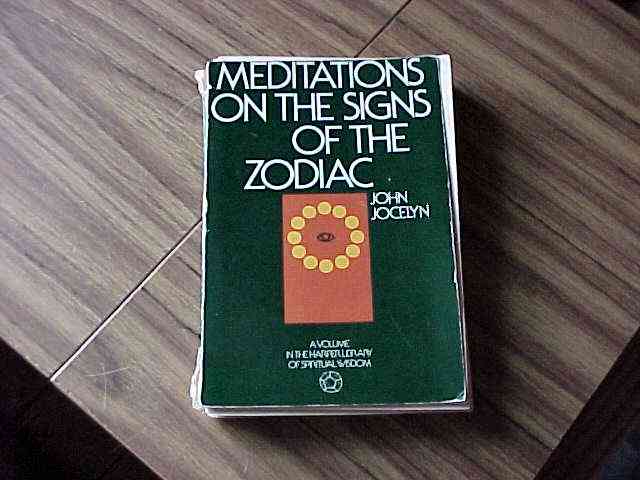 MEDITATIONS
ON THE SIGNS
OF THE
ZODIAC
JOHN
JOCELYN
A VOLUME
IN THE HARPER LIBRARY
OF SPIRITUAL WISDOM